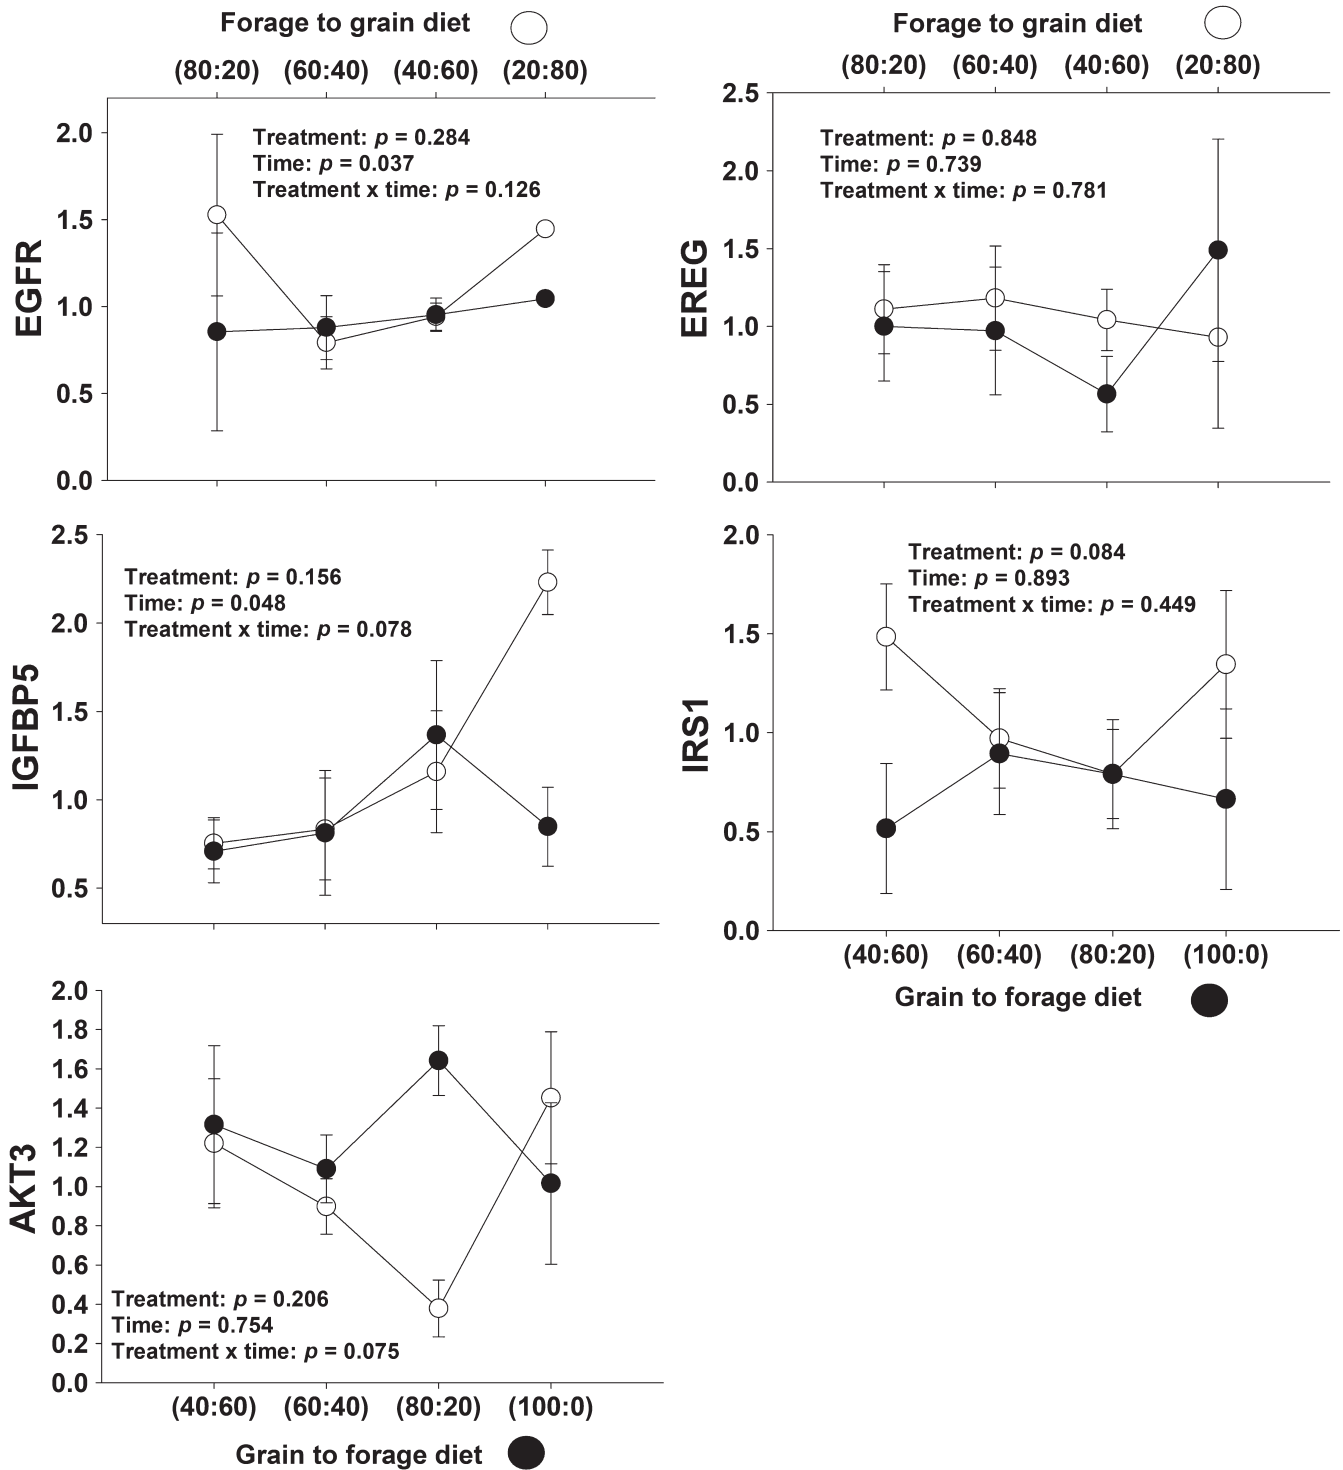 Forage to grain diet
(80:20) (60:40) (40:60) (20:80)
2.0
1.5
1.0
0.5
0.0
EGFR
Treatment: p = 0.284
Time: p = 0.037
Treatment x time: p = 0.126
Forage to grain diet
(80:20) (60:40) (40:60) (20:80)
2.5
2.0
1.5
1.0
0.5
0.0
EREG
Treatment: p = 0.848
Time: p = 0.739
Treatment x time: p = 0.781
2.5
2.0
1.5
1.0
0.5
IGFBP5
Treatment: p = 0.156
Time: p = 0.048
Treatment x time: p = 0.078
2.0
1.5
1.0
0.5
0.0
IRS1
Treatment: p = 0.084
Time: p = 0.893
Treatment x time: p = 0.449
(40:60) (60:40) (80:20) (100:0)
Grain to forage diet
2.0
1.8
1.6
1.4
1.2
1.0
0.8
0.6
0.4
0.2
0.0
AKT3
Treatment: p = 0.206
Time: p = 0.754
Treatment x time: p = 0.075
(40:60) (60:40) (80:20) (100:0)
Grain to forage diet